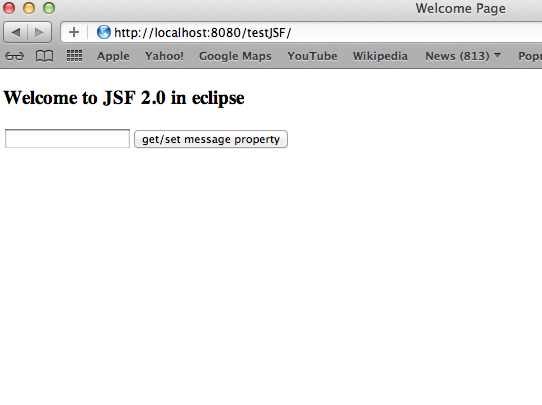 Welcome Page
http://localhost:8080/testJSF/
Apple Yahoo! Google Maps YouTube Wikipedia News (813) Popu
Welcome to JSF 2.0 in eclipse
get/set message property